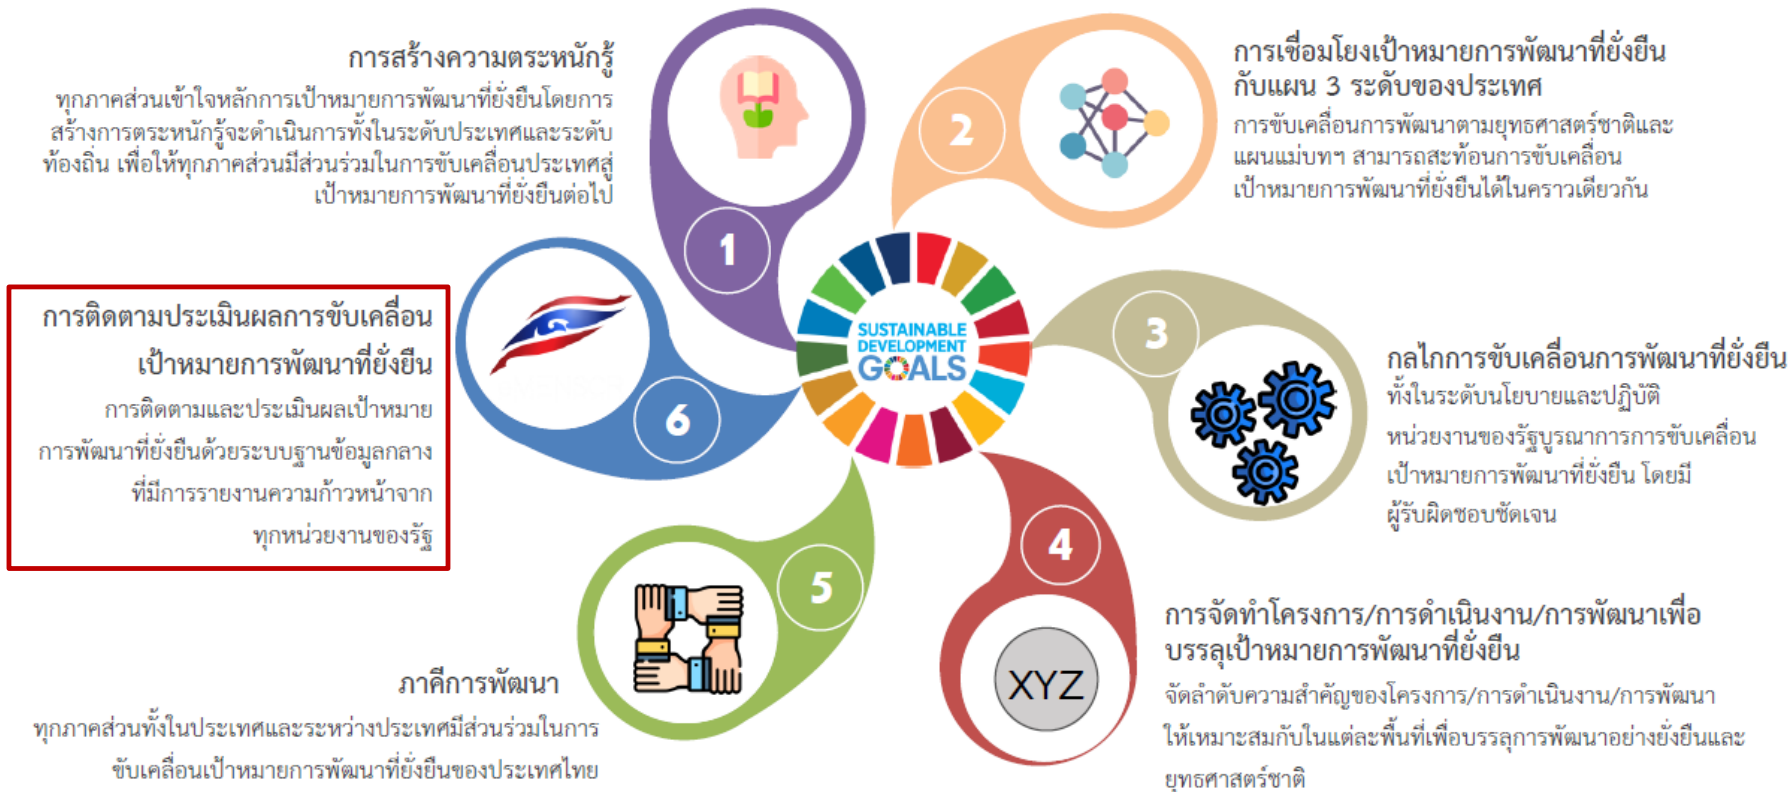 การสร้างความตระหนักรู้
ทุกภาคส่วนเข้าใจหลักการเป้าหมายการพัฒนาที่ยั่งยืนโดยการ
สร้างการตระหนักรู้จะดำเนินการทั้งในระดับประเทศและระดับ
ท้องถิ่น เพื่อให้ทุกภาคส่วนมีส่วนร่วมในการขับเคลื่อนประเทศสู่
เป้าหมายการพัฒนาที่ยั่งยืนต่อไป
1
2
การเชื่อมโยงเป้าหมายการพัฒนาที่ยั่งยืน
กับแผน 3 ระดับของประเทศ
การขับเคลื่อนการพัฒนาตามยุทธศาสตร์ชาติและ
แผนแม่บทฯ สามารถสะท้อนการขับเคลื่อน
เป้าหมายการพัฒนาที่ยั่งยืนได้ในคราวเดียวกัน
SUSTAINABLE
DEVELOPMENT
GOALS
3
กลไกการขับเคลื่อนการพัฒนาที่ยั่งยืน
ทั้งในระดับนโยบายและปฏิบัติ
หน่วยงานของรัฐบูรณาการการขับเคลื่อน
เป้าหมายการพัฒนาที่ยั่งยืน โดยมี
ผู้รับผิดชอบชัดเจน
4
XYZ
การจัดทำโครงการ/การดำเนินงาน/การพัฒนาเพื่อ
บรรลุเป้าหมายการพัฒนาที่ยั่งยืน
จัดลำดับความสำคัญของโครงการ/การดำเนินงาน/การพัฒนา
ให้เหมาะสมกับในแต่ละพื้นที่เพื่อบรรลุการพัฒนาอย่างยั่งยืนและ
ยุทธศาสตร์ชาติ
5
ภาคีการพัฒนา
ทุกภาคส่วนทั้งในประเทศและระหว่างประเทศมีส่วนร่วมในการ
ขับเคลื่อนเป้าหมายการพัฒนาที่ยั่งยืนของประเทศไทย
6
การติดตามประเมินผลการขับเคลื่อน
เป้าหมายการพัฒนาที่ยั่งยืน
การติดตามและประเมินผลเป้าหมาย
การพัฒนาที่ยั่งยืนด้วยระบบฐานข้อมูลกลาง
ที่มีการรายงานความก้าวหน้าจาก
ทุกหน่วยงานของรัฐ